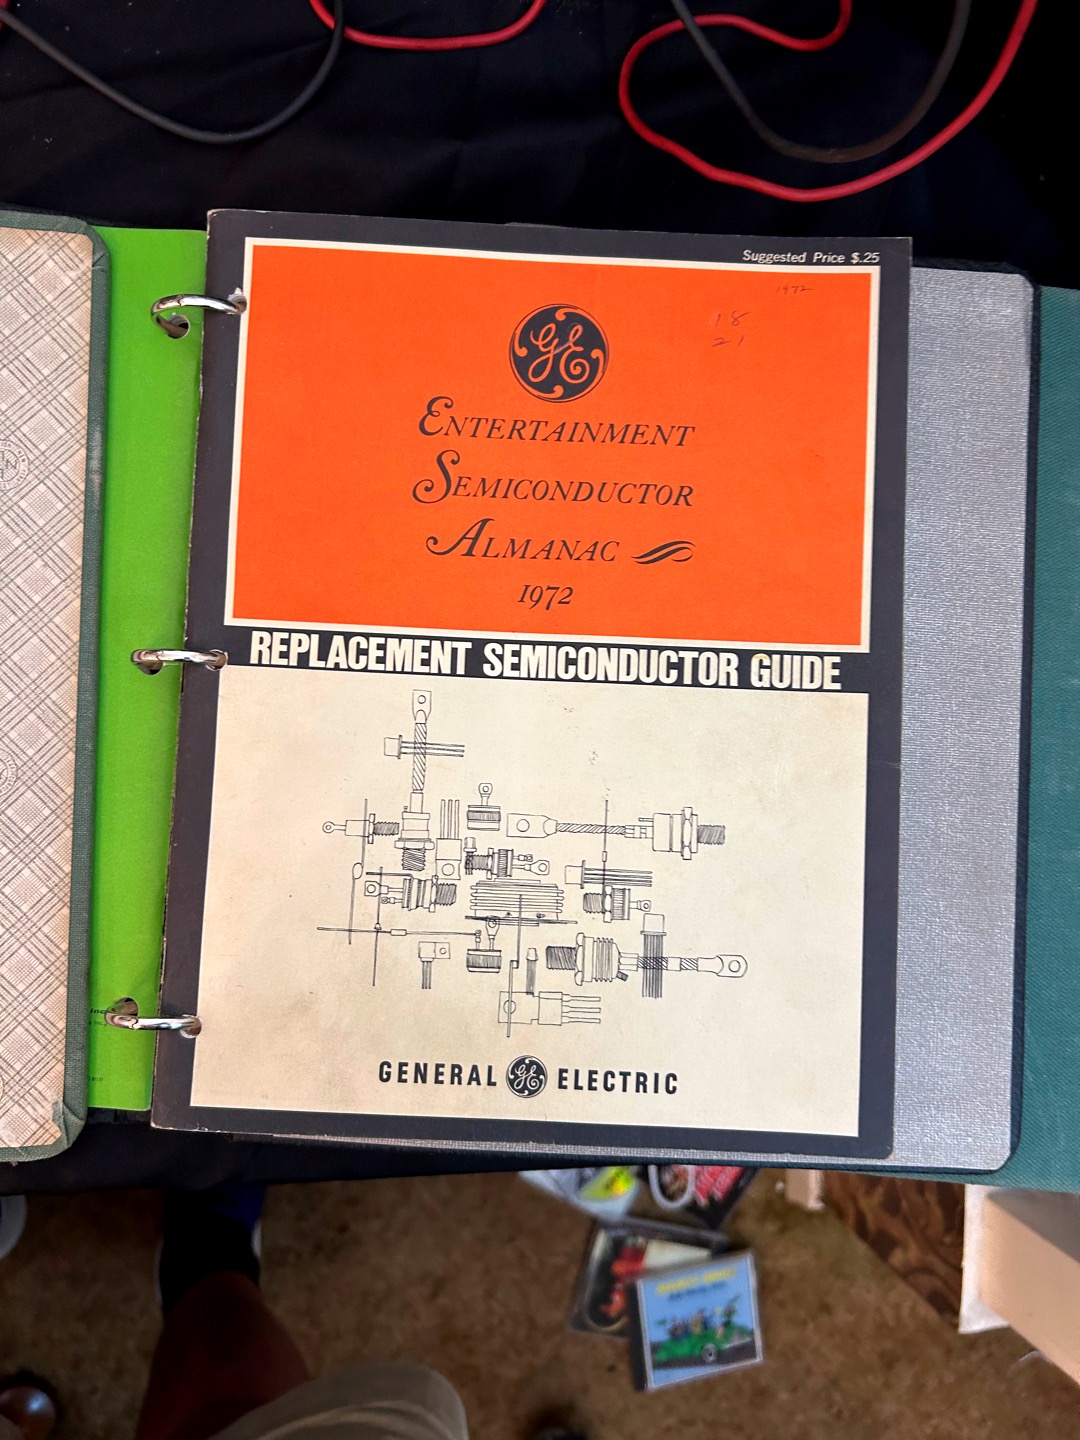 Suggested Price $.25
1972
18
21
GE
ENTERTAINMENT
SEMICONDUCTOR
ALMANAC
1972
REPLACEMENT SEMICONDUCTOR GUIDE
GENERAL GE ELECTRIC